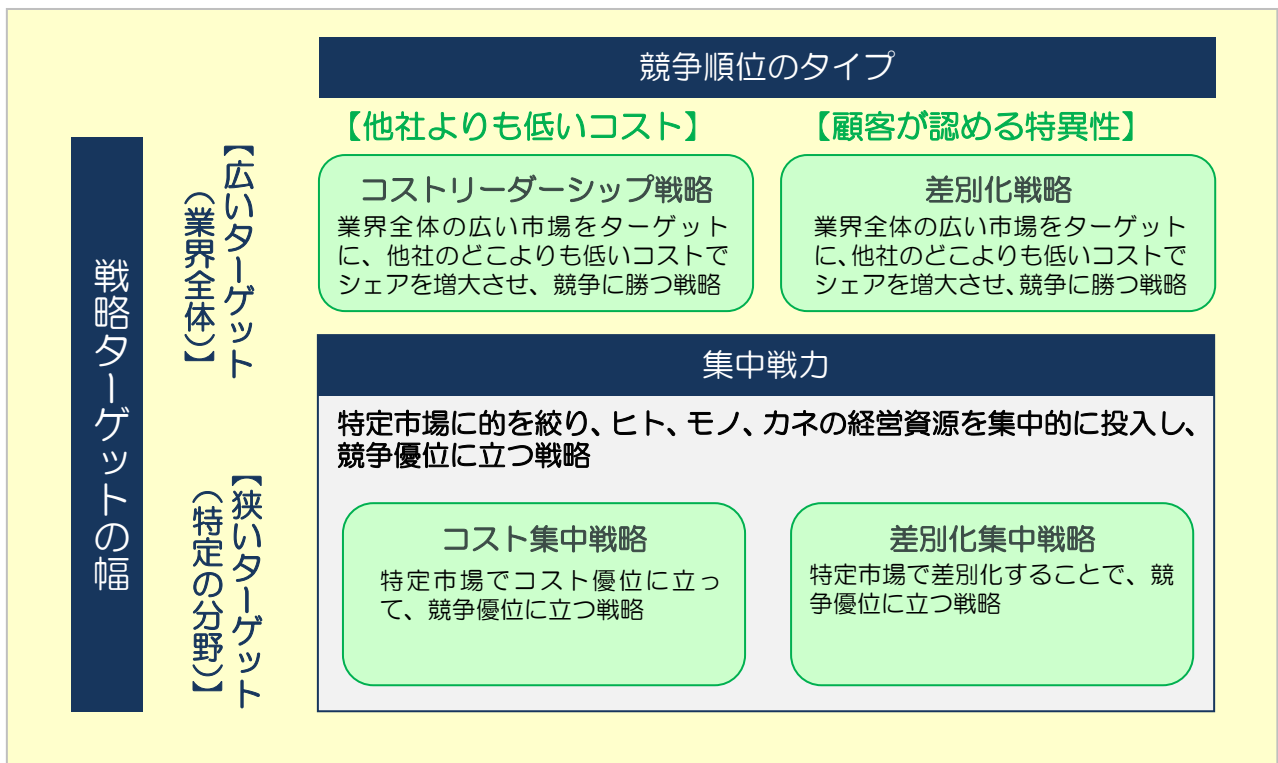 競争順位のタイプ
【他社よりも低いコスト】
【顧客が認める特異性】
戦略ターゲットの幅
【広いターゲット
(業界全体)】
コストリーダーシップ戦略
業界全体の広い市場をターゲット
に、他社のどこよりも低いコストで
シェアを増大させ、競争に勝つ戦略
差別化戦略
業界全体の広い市場をターゲット
に、他社のどこよりも低いコストで
シェアを増大させ、競争に勝つ戦略
集中戦力
特定市場に的を絞り、ヒト、モノ、カネの経営資源を集中的に投入し、
競争優位に立つ戦略
【狭いターゲット
(特定の分野)】
コスト集中戦略
特定市場でコスト優位に立っ
て、競争優位に立つ戦略
差別化集中戦略
特定市場で差別化することで、競
争優位に立つ戦略